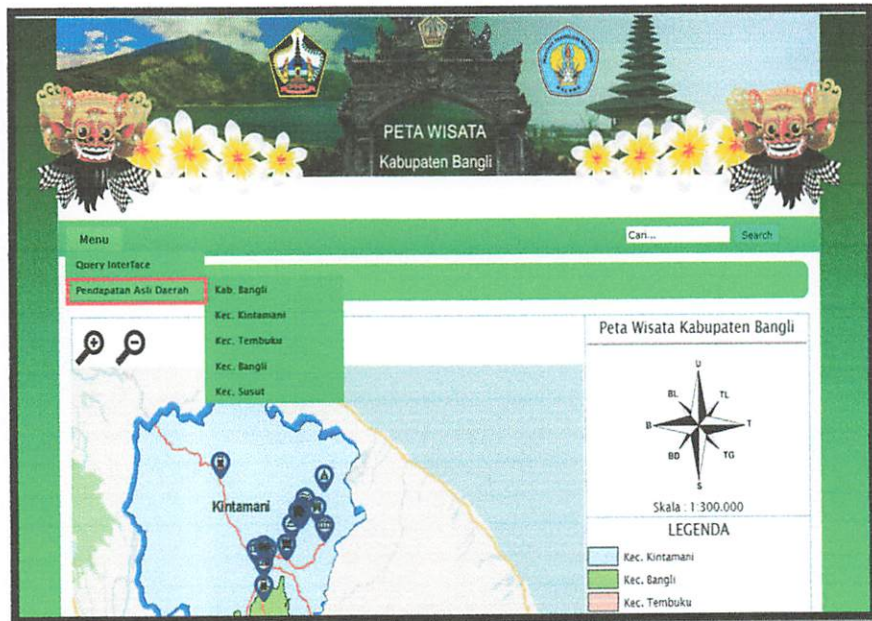 PETA WISATA
Kabupaten Bangli
Menu
Cari...
Search
Query Interface
Pendapatan Asli Daerah
Kab. Bangli
Kec. Kintamani
Kec. Tembuku
Kec. Bangli
Kec. Susut
Peta Wisata Kabupaten Bangli
U
BL
TL
B
T
BD
TG
S
Skala : 1:300.000
LEGENDA
Kec. Kintamani
Kec. Bangli
Kec. Tembuku
Kintamani